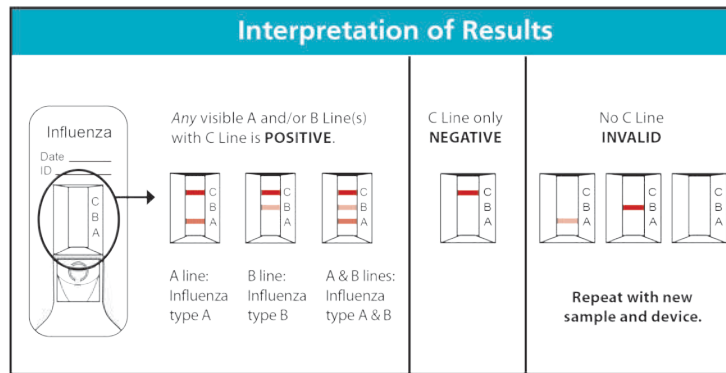 Interpretation of Results
Influenza
Date
ID
C
B
A
Any visible A and/or B Line(s)
with C Line is POSITIVE.
C
B
A
C
B
A
C
B
A
A line:
Influenza
type A
B line:
Influenza
type B
A & B lines:
Influenza
type A & B
C Line only
NEGATIVE
C
B
A
No C Line
INVALID
C
B
A
C
B
A
C
B
A
Repeat with new
sample and device.